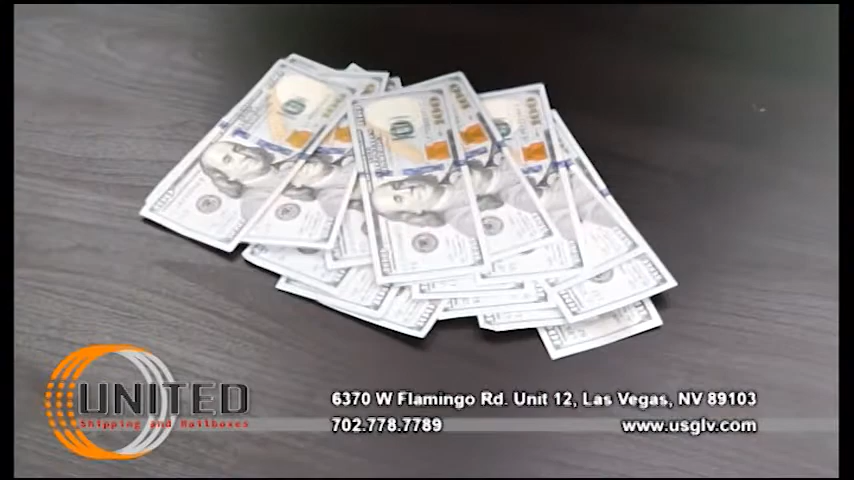 UNITED
Shipping and Mailboxes
6370 W Flamingo Rd. Unit 12, Las Vegas, NV 89103
702.778.7789
www.usglv.com